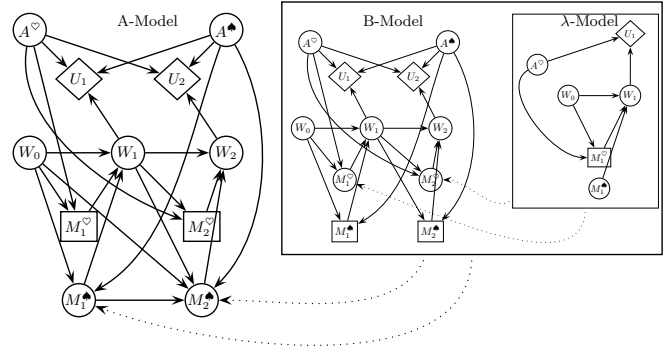 A-Model
A♡
A♠
U₁
U₂
W₀
W₁
W₂
M₁♡
M₂♡
M₁♠
M₂♠
B-Model
A♡
A♠
U₁
U₂
W₀
W₁
W₂
M₁♡
M₂♡
M₁♠
M₂♠
λ-Model
U₁
A♡
W₀
W₁
M₁♡
M₁♠